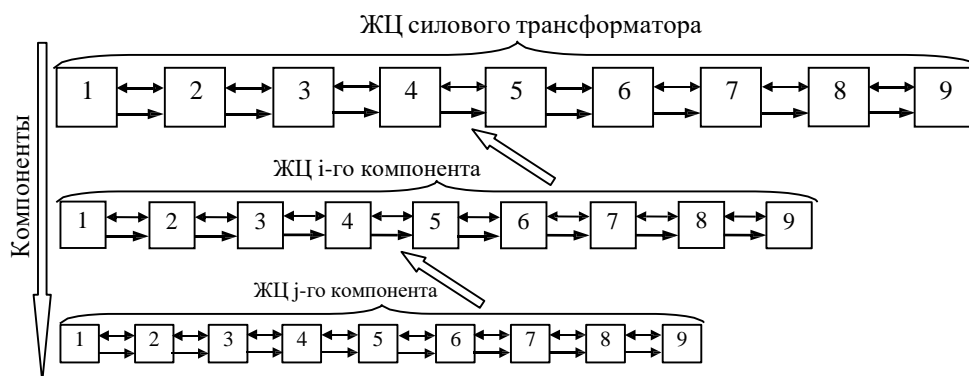 ЖЦ силового трансформатора
1 2 3 4 5 6 7 8 9
Компоненты
ЖЦ i-го компонента
1 2 3 4 5 6 7 8 9
ЖЦ j-го компонента
1 2 3 4 5 6 7 8 9